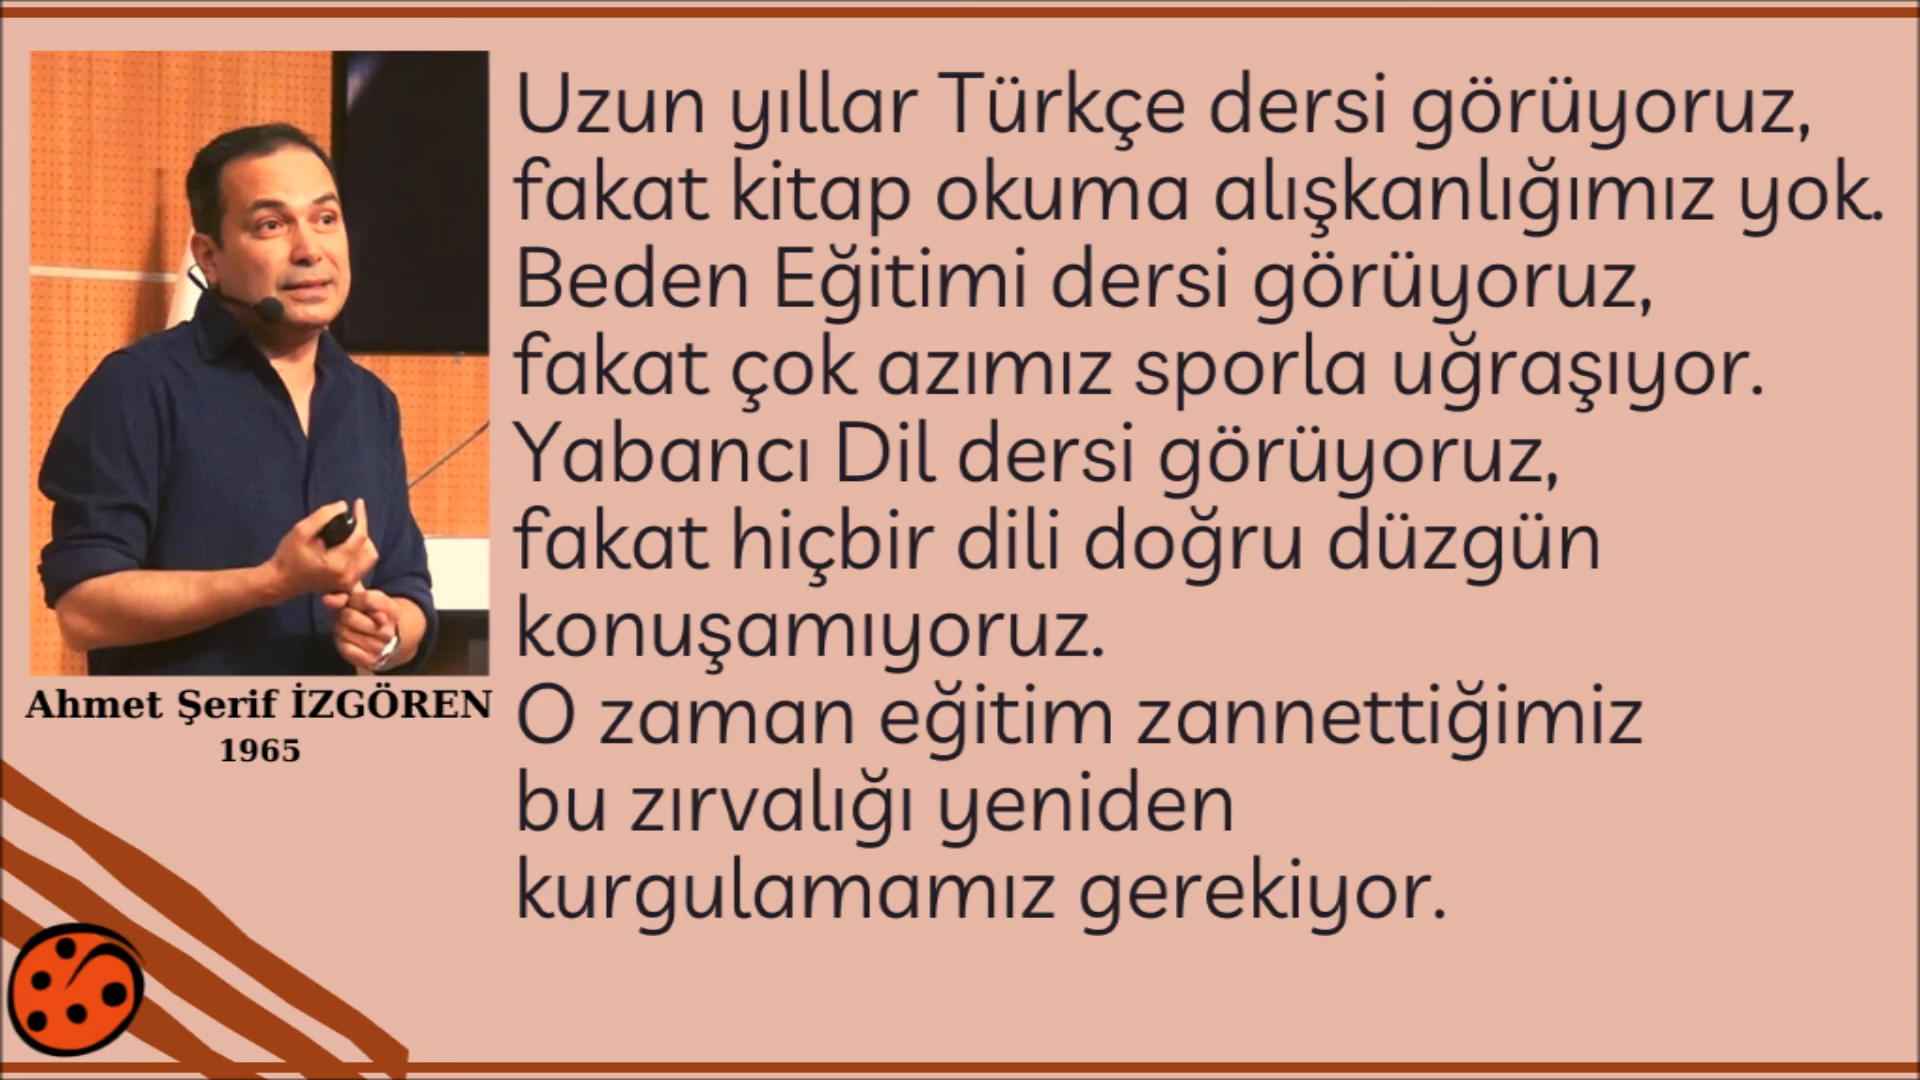 Uzun yıllar Türkçe dersi görüyoruz,
fakat kitap okuma alışkanlığımız yok.
Beden Eğitimi dersi görüyoruz,
fakat çok azımız sporla uğraşıyor.
Yabancı Dil dersi görüyoruz,
fakat hiçbir dili doğru düzgün
konuşamıyoruz.
O zaman eğitim zannettiğimiz
bu zırvalığı yeniden
kurgulamamız gerekiyor.
Ahmet Şerif İZGÖREN
1965